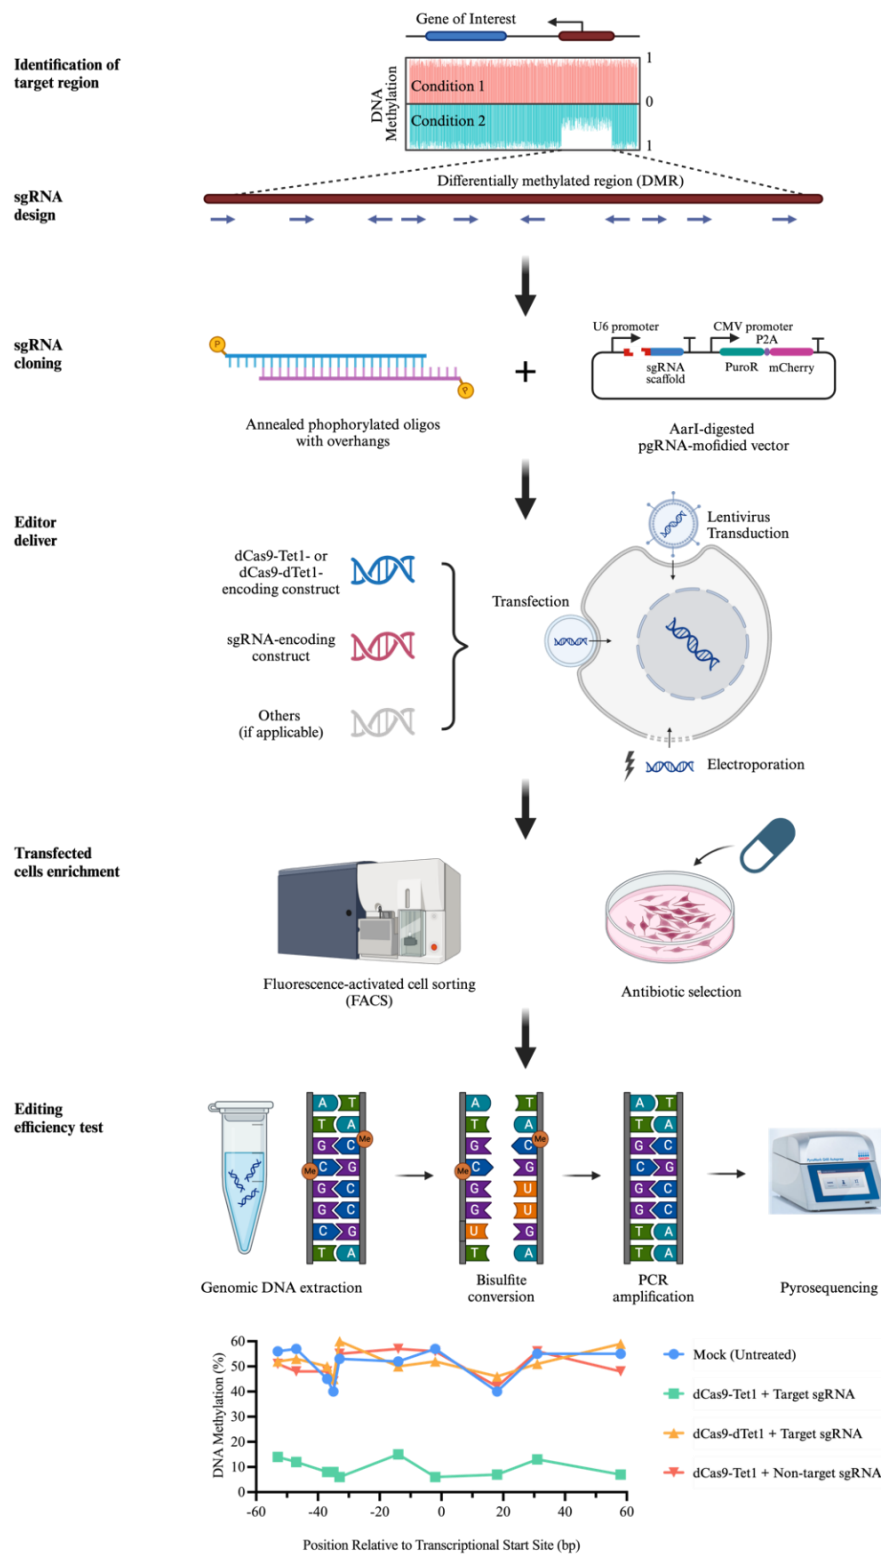 Gene of Interest
Identification of
target region
DNA
Methylation
Condition 1
Condition 2
1
0
1
Differentially methylated region (DMR)
sgRNA
design
sgRNA
cloning
P
P
Annealed phophorylated oligos
with overhangs
+
U6 promoter
CMV promoter
P2A
sgRNA
scaffold
PuroR
mCherry
AarI-digested
pgRNA-mofidied vector
Editor
deliver
dCas9-Tet1- or
dCas9-dTet1-
encoding construct
sgRNA-encoding
construct
Others
(if applicable)
Lentivirus
Transduction
Transfection
Electroporation
Transfected
cells enrichment
Fluorescence-activated cell sorting
(FACS)
Antibiotic selection
Editing
efficiency test
A T
T A
G C Me
Me C G
G C
G C
C G
T A
A T
T A
G C Me
Me C G
G U
G U
U G
T A
A T
T A
G C
C G
G C
G C
T A
T A
Genomic DNA extraction
Bisulfite
conversion
PCR
amplification
Pyrosequencing
DNA Methylation (%)
60
50
40
30
20
10
0
-60 -40 -20 0 20 40 60
Position Relative to Transcriptional Start Site (bp)
Mock (Untreated)
dCas9-Tet1 + Target sgRNA
dCas9-dTet1 + Target sgRNA
dCas9-Tet1 + Non-target sgRNA